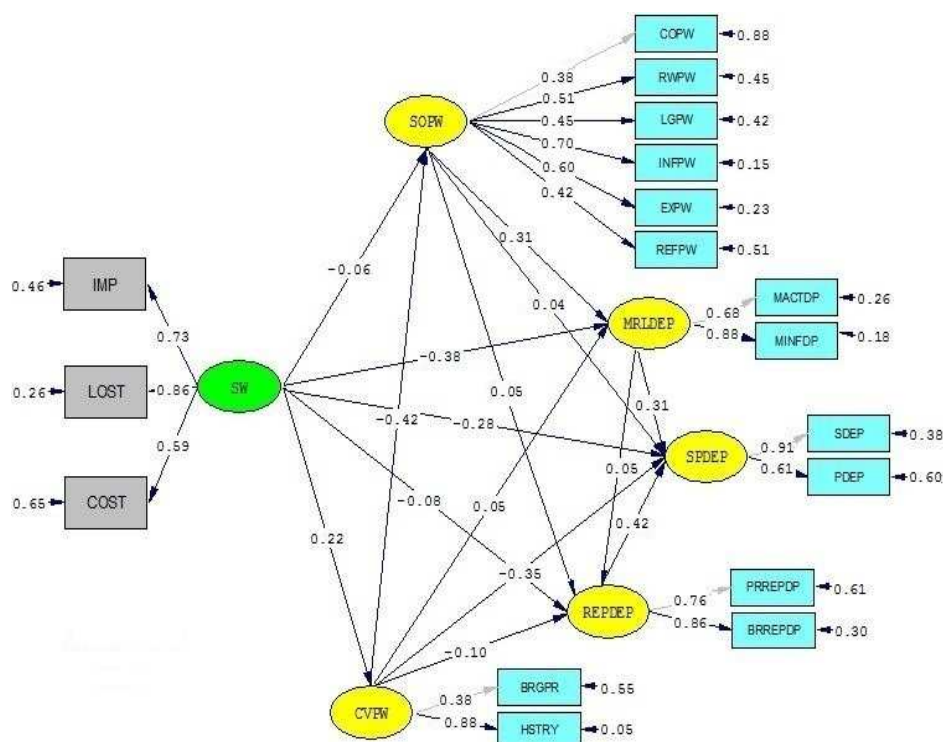 COPW
0.88
0.38
RWPW
0.45
0.51
SOPW
0.45
LGPW
0.42
0.70
INFPW
0.15
0.60
EXPW
0.23
0.42
REFPW
0.51
0.31
-0.06
0.46
IMP
0.73
0.04
MRLDEP
0.68
MACTDP
0.26
0.88
MINFDP
0.18
-0.38
0.26
LOST
0.86
SW
0.05
0.31
-0.42
-0.28
SPDEP
0.91
SDEP
0.38
0.61
PDEP
0.60
0.59
0.65
COST
-0.08
0.05
0.05
0.42
0.22
-0.35
REPDEP
0.76
PRREPDP
0.61
0.86
BRREPDP
0.30
-0.10
CVPW
0.38
BRGPR
0.55
0.88
HSTRY
0.05